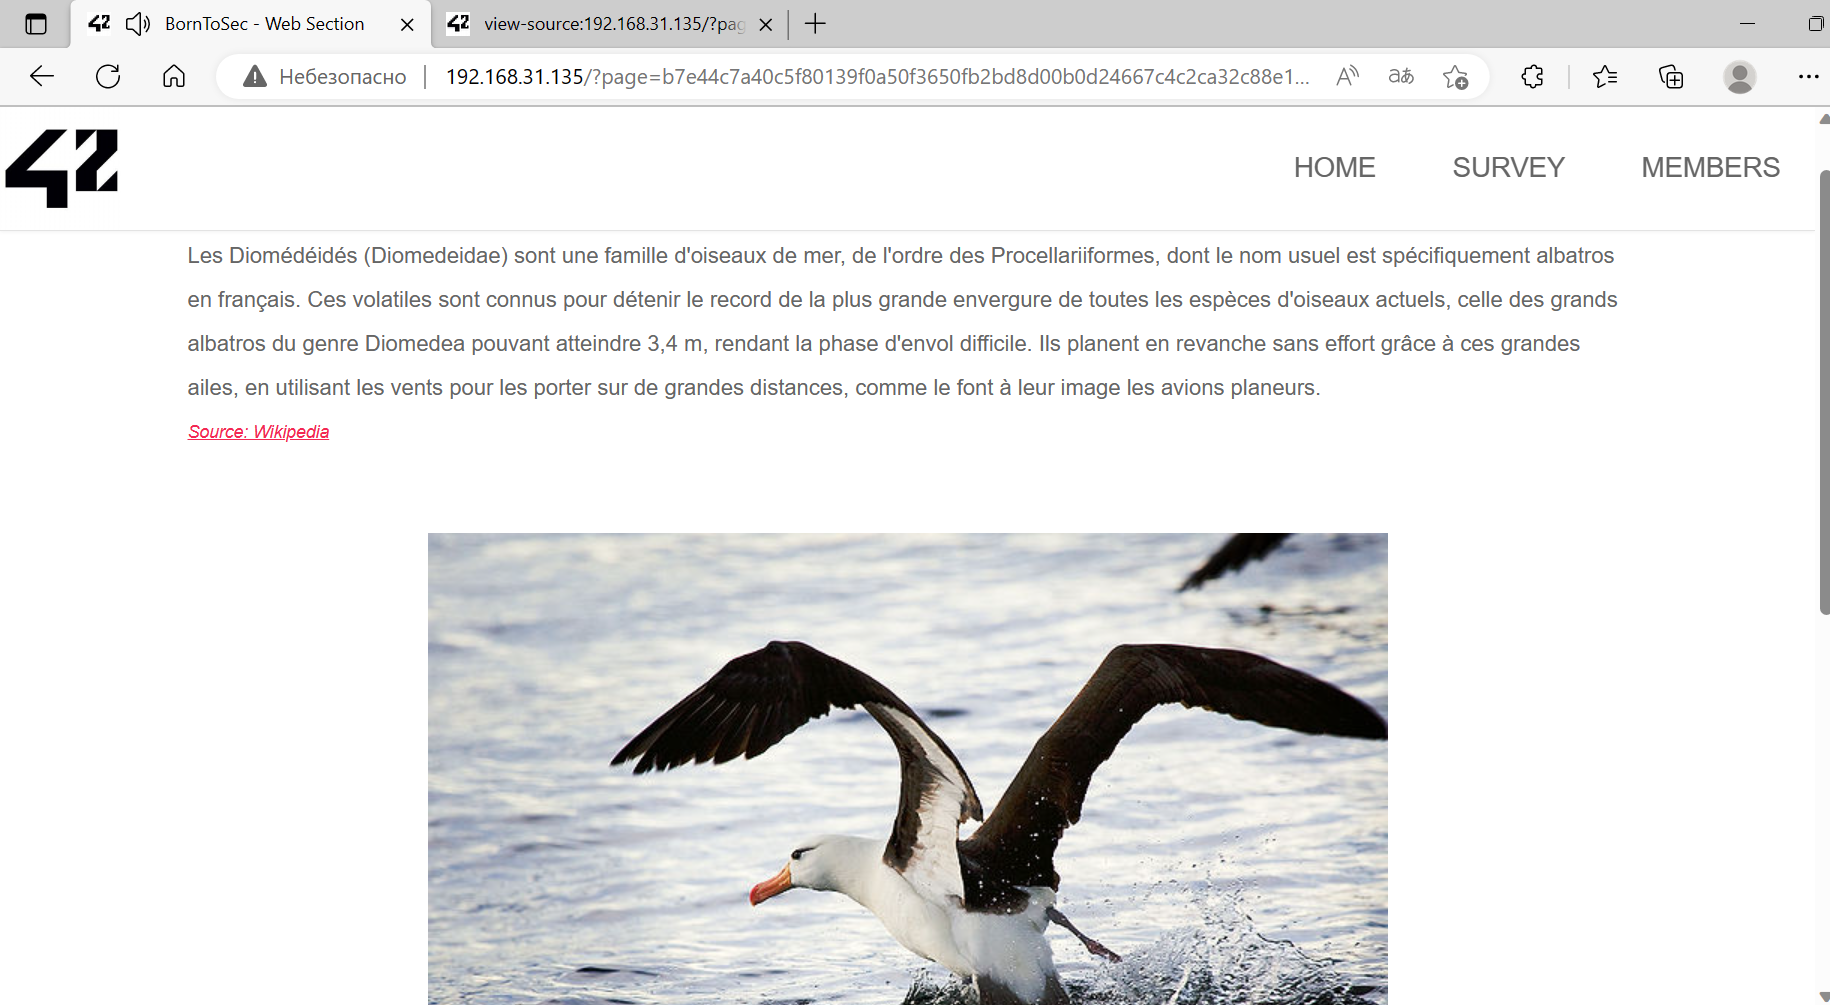 42 BornToSec - Web Section
42 view-source:192.168.31.135/?pag
Небезопасно 192.168.31.135/?page=b7e44c7a40c5f80139f0a50f3650fb2bd8d00b0d24667c4c2ca32c88e1...
42
HOME SURVEY MEMBERS
Les Diomédéidés (Diomedeidae) sont une famille d'oiseaux de mer, de l'ordre des Procellariiformes, dont le nom usuel est spécifiquement albatros
en français. Ces volatiles sont connus pour détenir le record de la plus grande envergure de toutes les espèces d'oiseaux actuels, celle des grands
albatros du genre Diomedea pouvant atteindre 3,4 m, rendant la phase d'envol difficile. Ils planent en revanche sans effort grâce à ces grandes
ailes, en utilisant les vents pour les porter sur de grandes distances, comme le font à leur image les avions planeurs.
Source: Wikipedia